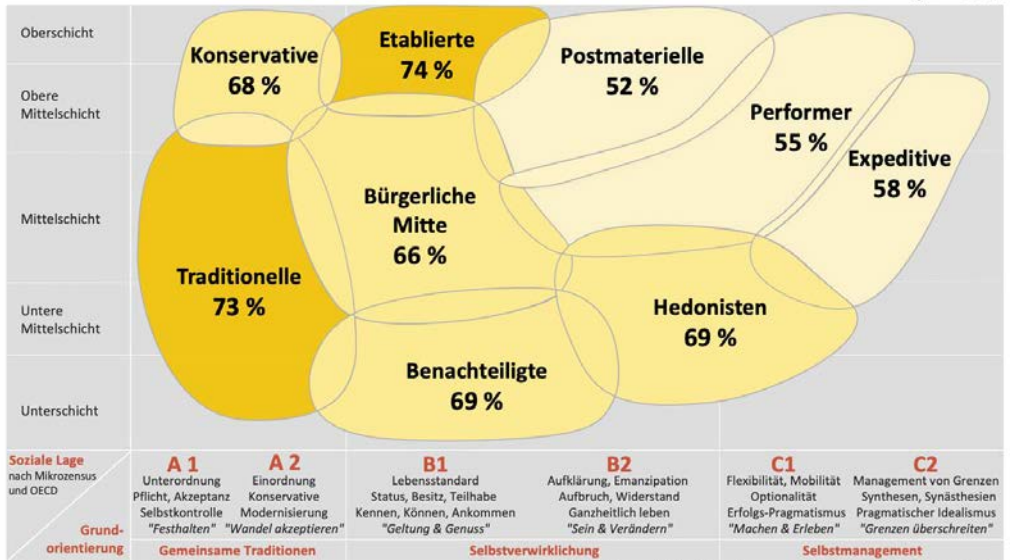 Oberschicht
Obere
Mittelschicht
Mittelschicht
Untere
Mittelschicht
Unterschicht
Konservative
68 %
Etablierte
74 %
Postmaterielle
52 %
Performer
55 %
Expeditive
58 %
Bürgerliche
Mitte
66 %
Traditionelle
73 %
Hedonisten
69 %
Benachteiligte
69 %
Soziale Lage
nach Mikrozensus
und OECD
Grund-
orientierung
A 1
Unterordnung
Pflicht, Akzeptanz
Selbstkontrolle
"Festhalten"
A 2
Einordnung
Konservative
Modernisierung
"Wandel akzeptieren"
Gemeinsame Traditionen
B1
Lebensstandard
Status, Besitz, Teilhabe
Kennen, Können, Ankommen
"Geltung & Genuss"
B2
Aufklärung, Emanzipation
Aufbruch, Widerstand
Ganzheitlich leben
"Sein & Verändern"
Selbstverwirklichung
C1
Flexibilität, Mobilität
Optionalität
Erfolgs-Pragmatismus
"Machen & Erleben"
C2
Management von Grenzen
Synthesen, Synästhesien
Pragmatischer Idealismus
"Grenzen überschreiten"
Selbstmanagement